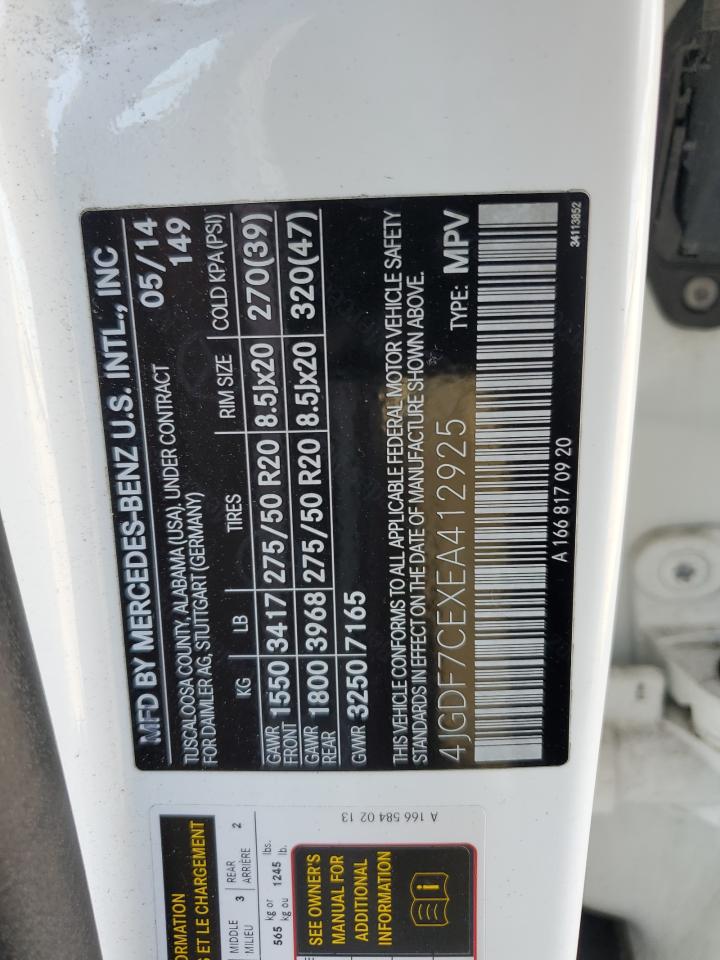 MFD BY MERCEDES-BENZ U.S. INTL., INC
TUSCALOOSA COUNTY, ALABAMA (USA), UNDER CONTRACT 05/14
FOR DAIMLER AG, STUTTGART (GERMANY) 149
KG LB TIRES RIM SIZE COLD KPA(PSI)
GAWR FRONT 1550 3417 275/50 R20 8.5Jx20 270(39)
GAWR REAR 1800 3968 275/50 R20 8.5Jx20 320(47)
GVWR 3250 7165
THIS VEHICLE CONFORMS TO ALL APPLICABLE FEDERAL MOTOR VEHICLE SAFETY
STANDARDS IN EFFECT ON THE DATE OF MANUFACTURE SHOWN ABOVE.
4JGDF7CEXEA412925 TYPE: MPV
A 166 817 09 20
34113852
ORMATION
S ET LE CHARGEMENT
MIDDLE 3 REAR 2
MILIEU ARRIÈRE
565 kg or 1245 lbs.
kg ou lb.
SEE OWNER'S
MANUAL FOR
ADDITIONAL
INFORMATION
A 166 584 02 13